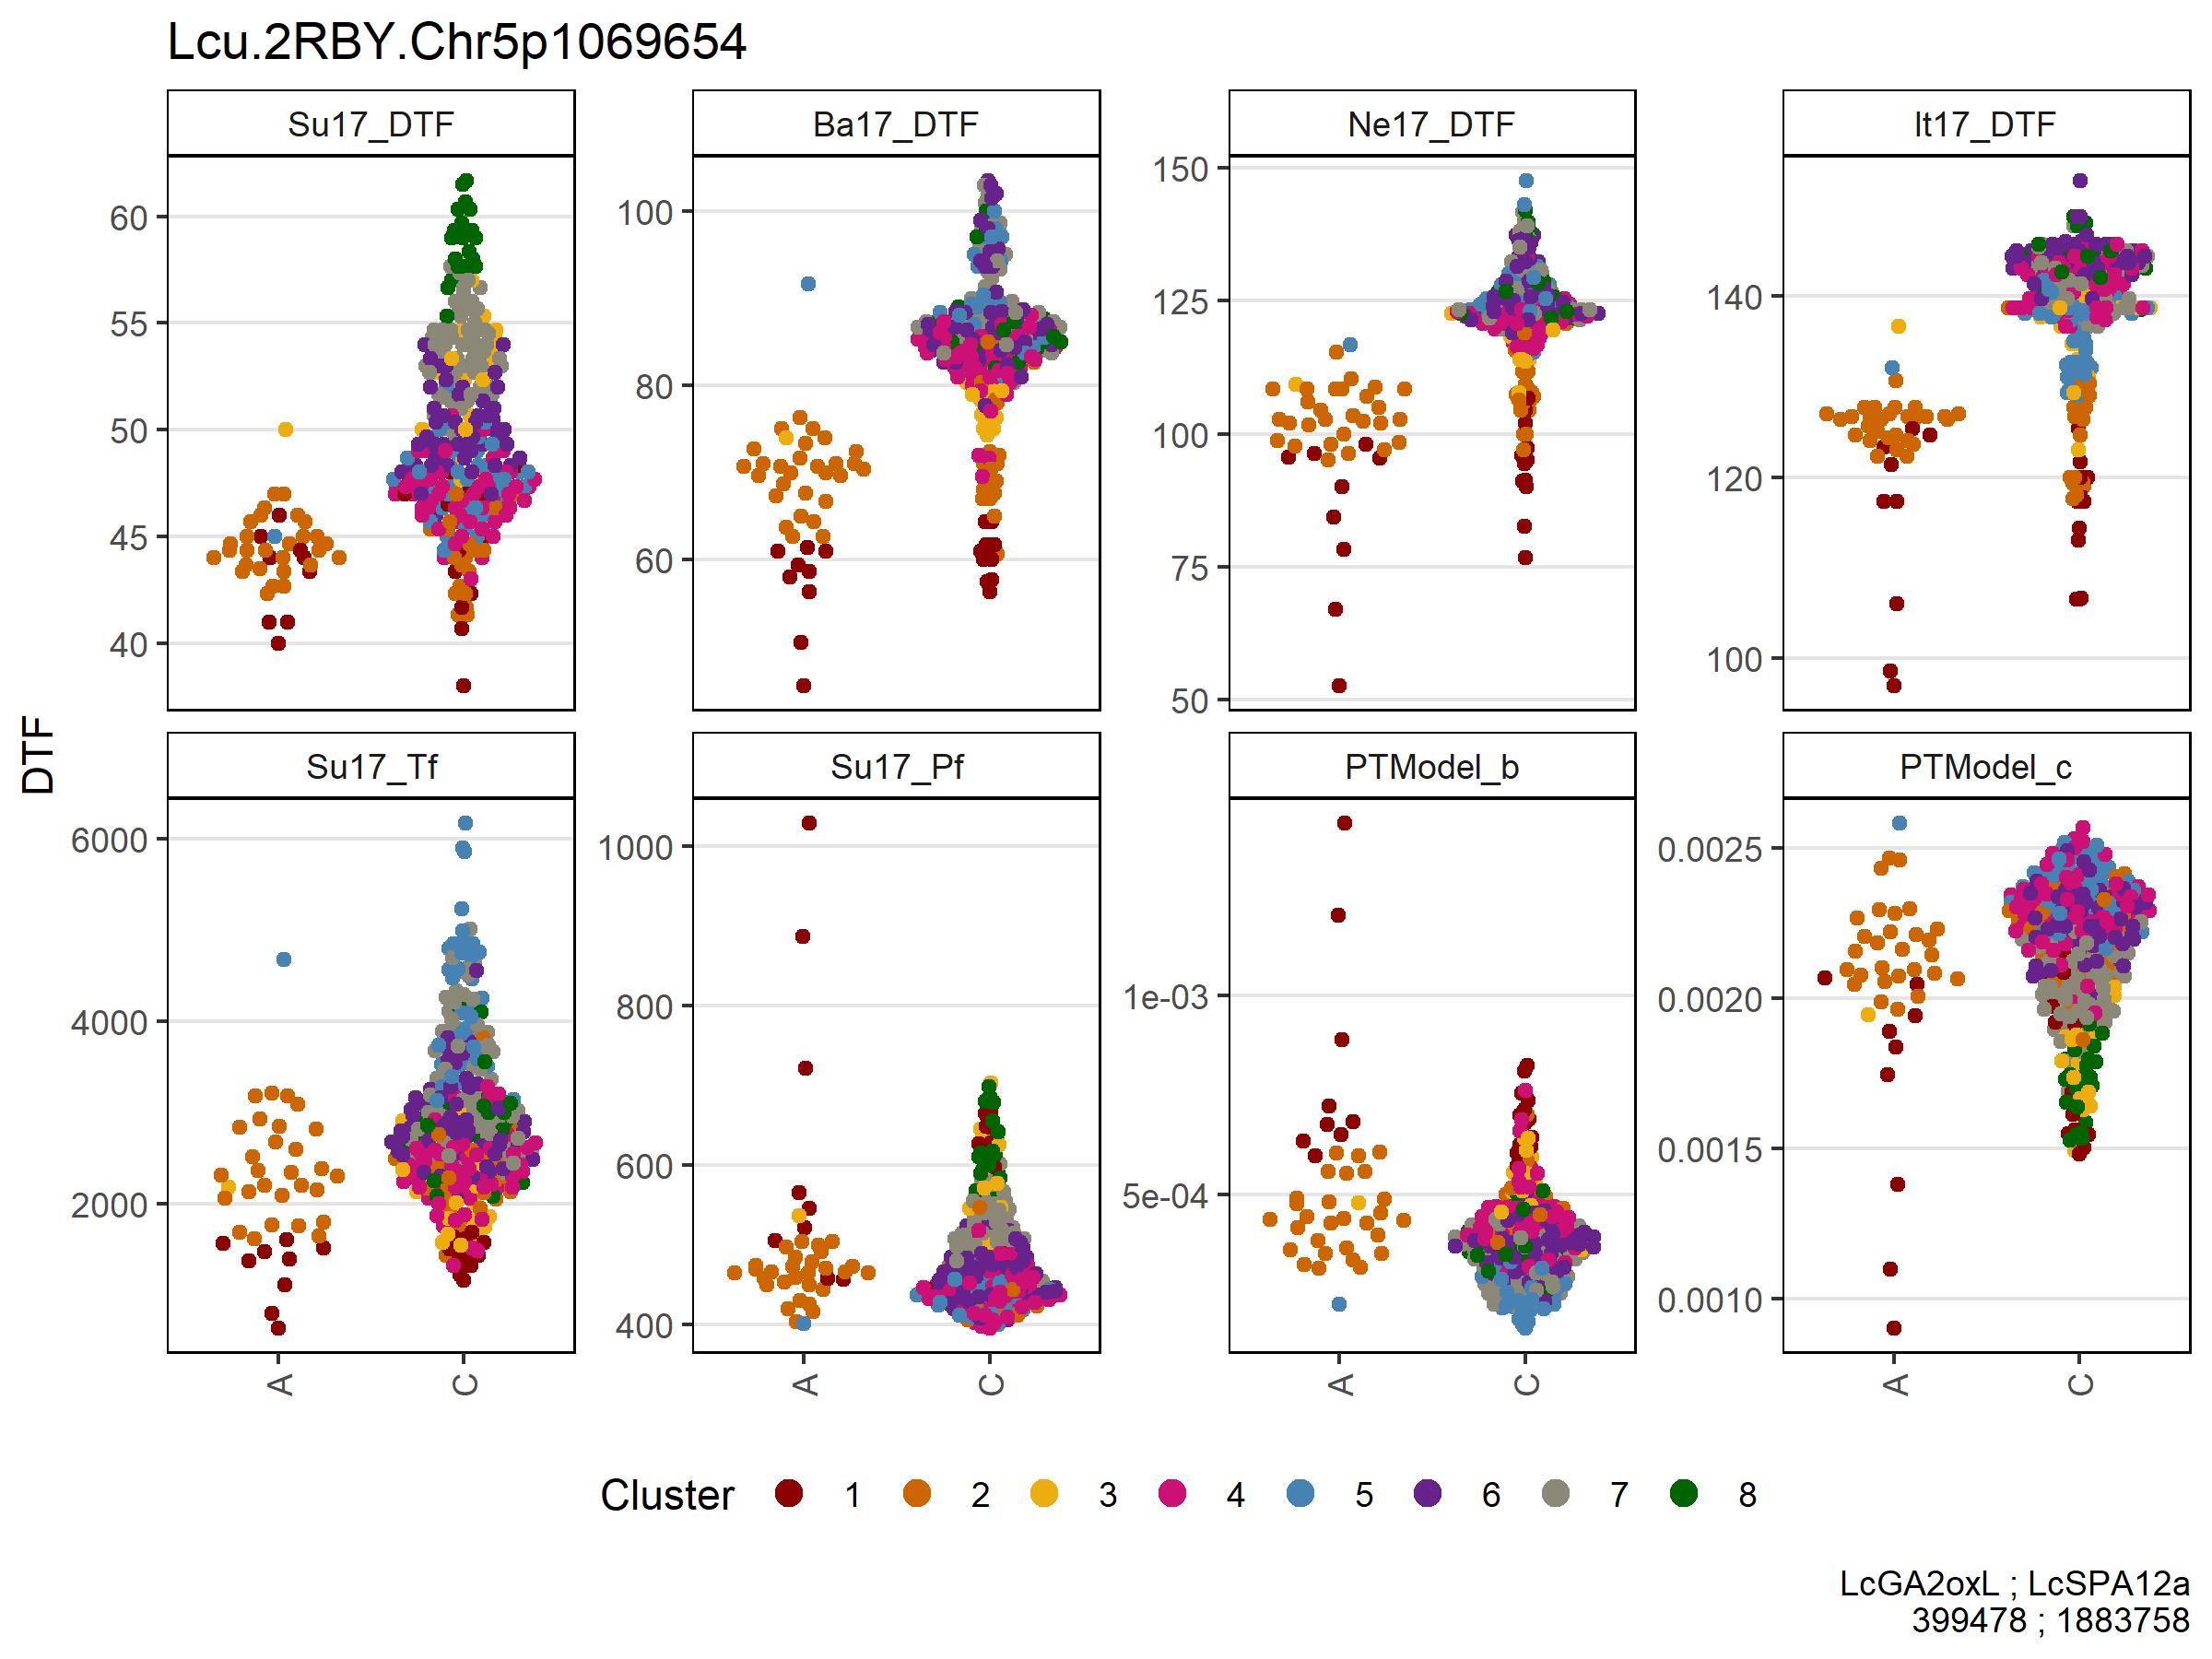 Lcu.2RBY.Chr5p1069654
Su17_DTF
Ba17_DTF
Ne17_DTF
It17_DTF
60
55
50
45
40
100
80
60
150
125
100
75
50
140
120
100
DTF
Su17_Tf
Su17_Pf
PTModel_b
PTModel_c
6000
4000
2000
1000
800
600
400
1e-03
5e-04
0.0025
0.0020
0.0015
0.0010
A
C
A
C
A
C
A
C
Cluster 1 2 3 4 5 6 7 8
LcGA2oxL ; LcSPA12a
399478 ; 1883758